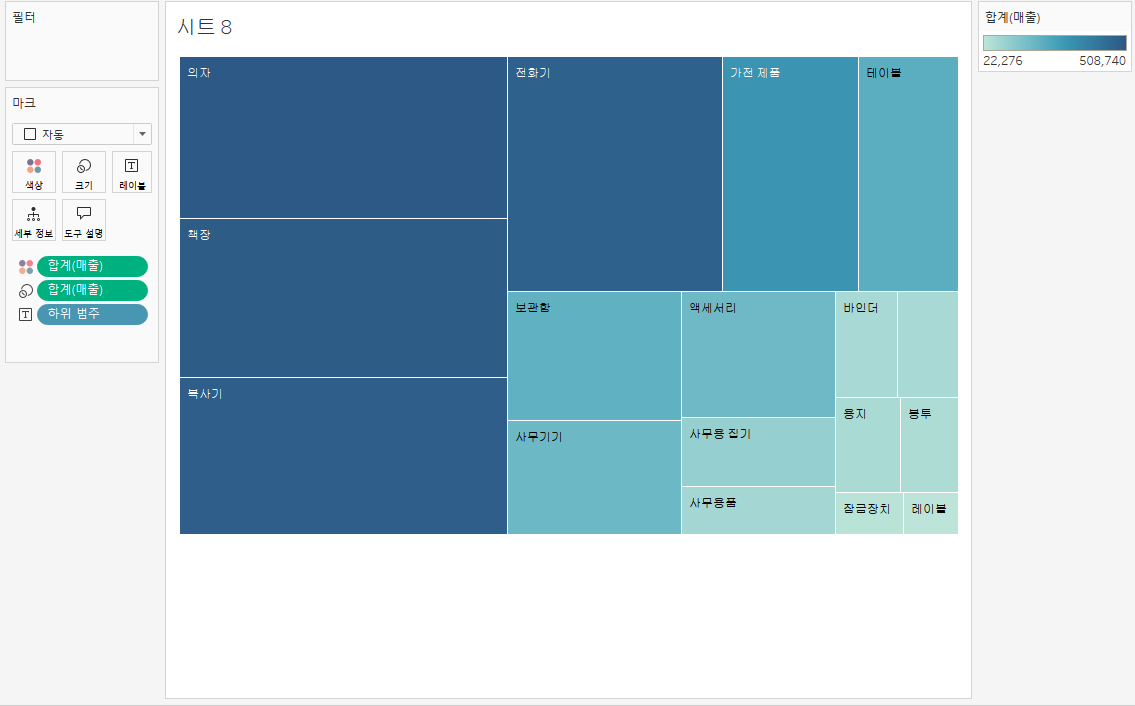 필터
마크
자동
색상
크기
레이블
세부 정보
도구 설명
합계(매출)
합계(매출)
하위 범주
시트 8
의자
책장
복사기
전화기
가전 제품
테이블
보관함
사무기기
액세서리
사무용 집기
사무용품
바인더
용지
봉투
잠금장치
레이블
합계(매출)
22,276
508,740